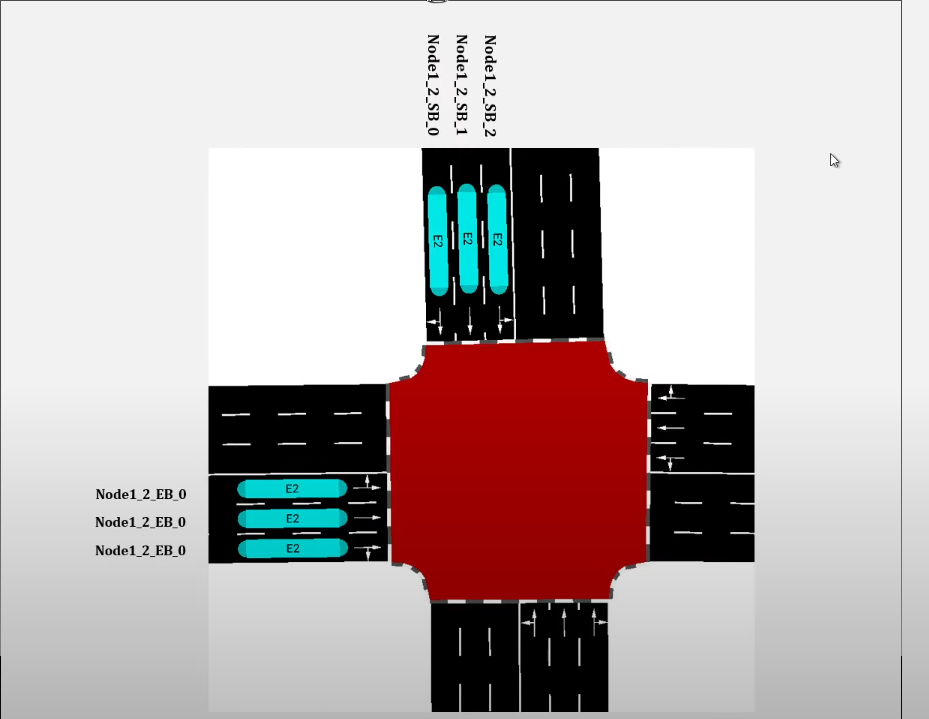 Node1_2_SB_0
Node1_2_SB_1
Node1_2_SB_2
E2
E2
E2
Node1_2_EB_0
E2
Node1_2_EB_0
E2
Node1_2_EB_0
E2